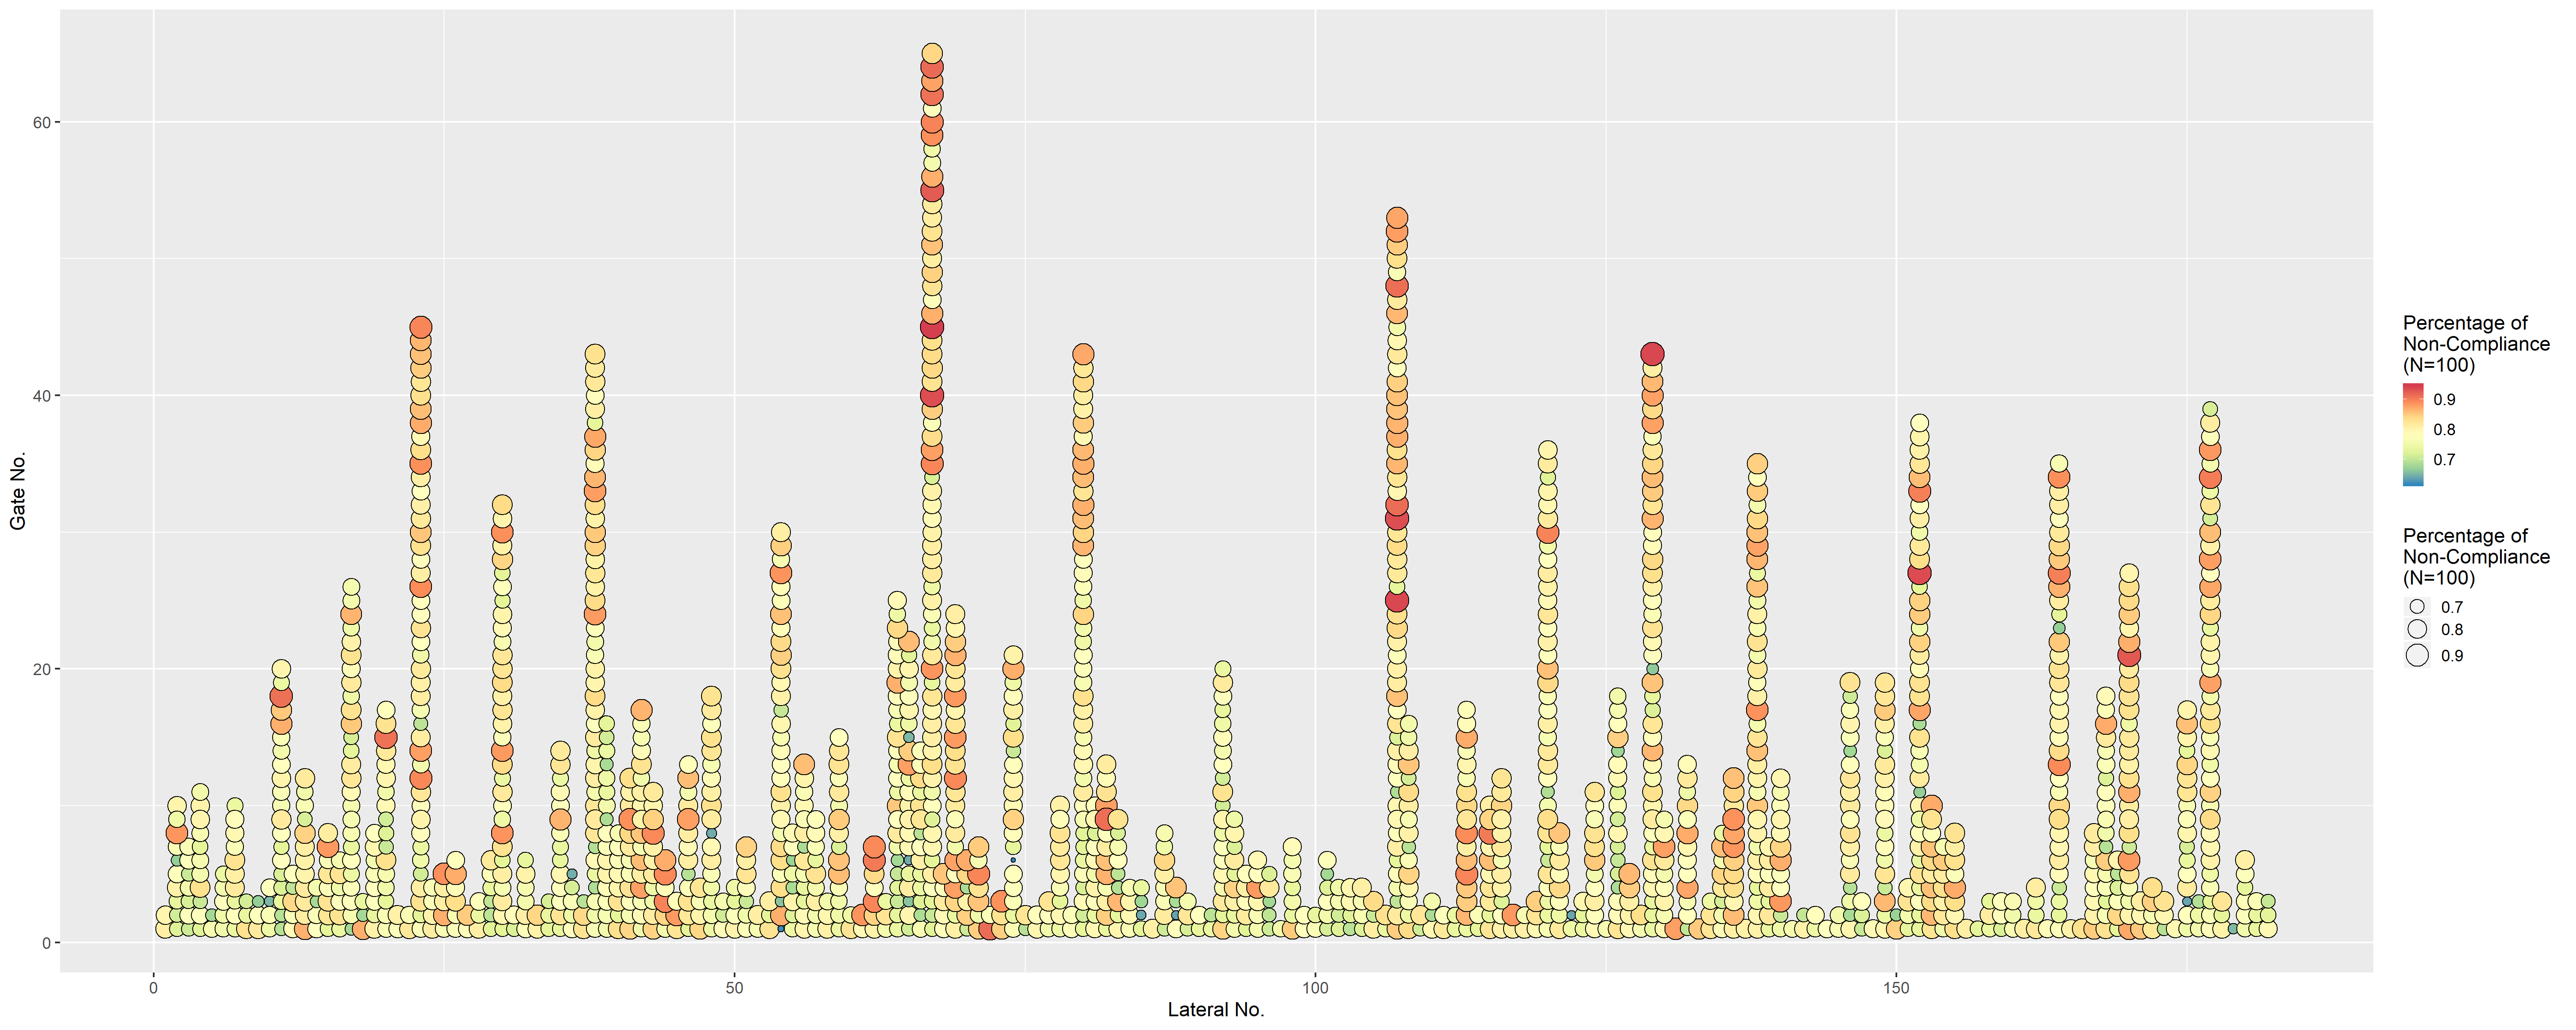 60
40
20
0
Gate No.
0
50
100
150
Lateral No.
Percentage of
Non-Compliance
(N=100)
0.9
0.8
0.7
Percentage of
Non-Compliance
(N=100)
0.7
0.8
0.9